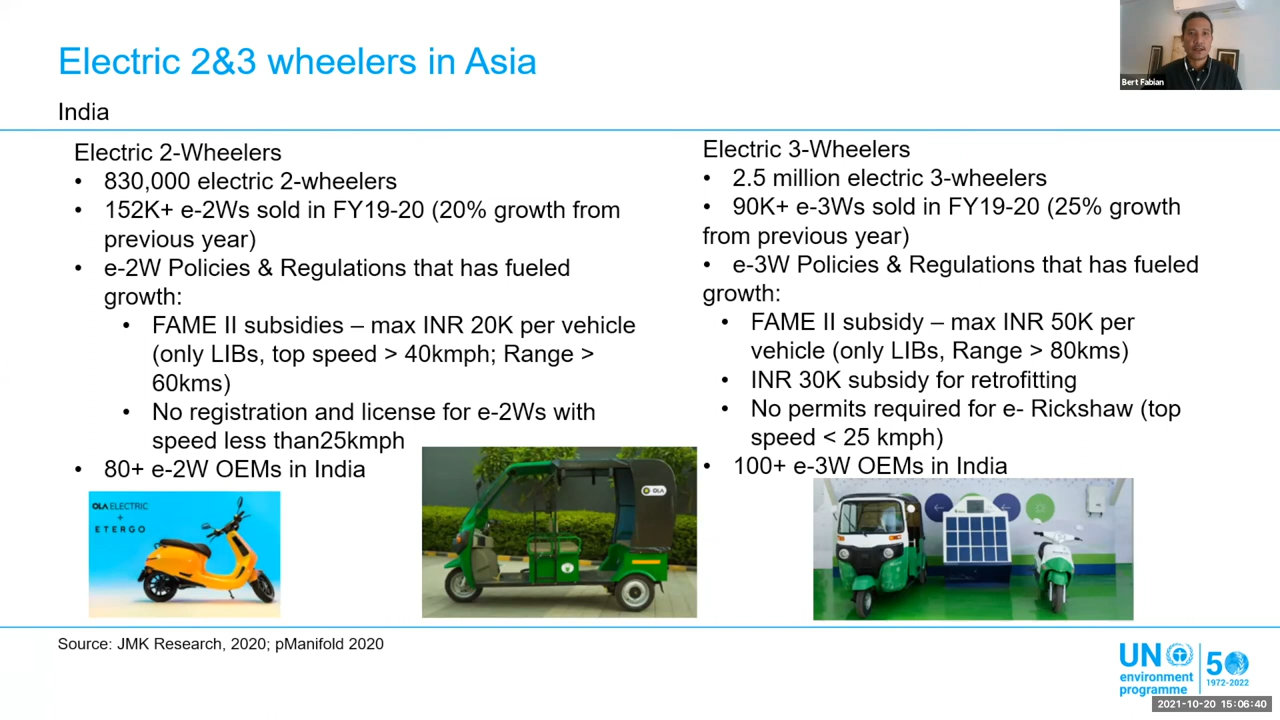 Electric 2&3 wheelers in Asia
Bert Fabian
India
Electric 2-Wheelers
• 830,000 electric 2-wheelers
• 152K+ e-2Ws sold in FY19-20 (20% growth from
previous year)
• e-2W Policies & Regulations that has fueled
growth:
• FAME II subsidies – max INR 20K per vehicle
(only LIBs, top speed > 40kmph; Range >
60kms)
• No registration and license for e-2Ws with
speed less than25kmph
• 80+ e-2W OEMs in India
OLA ELECTRIC
+
ETERGO
OLA
Electric 3-Wheelers
• 2.5 million electric 3-wheelers
• 90K+ e-3Ws sold in FY19-20 (25% growth
from previous year)
• e-3W Policies & Regulations that has fueled
growth:
• FAME II subsidy – max INR 50K per
vehicle (only LIBs, Range > 80kms)
• INR 30K subsidy for retrofitting
• No permits required for e- Rickshaw (top
speed < 25 kmph)
• 100+ e-3W OEMs in India
Source: JMK Research, 2020; pManifold 2020
UN
environment
programme
50
1972-2022
2021-10-20 15:06:40